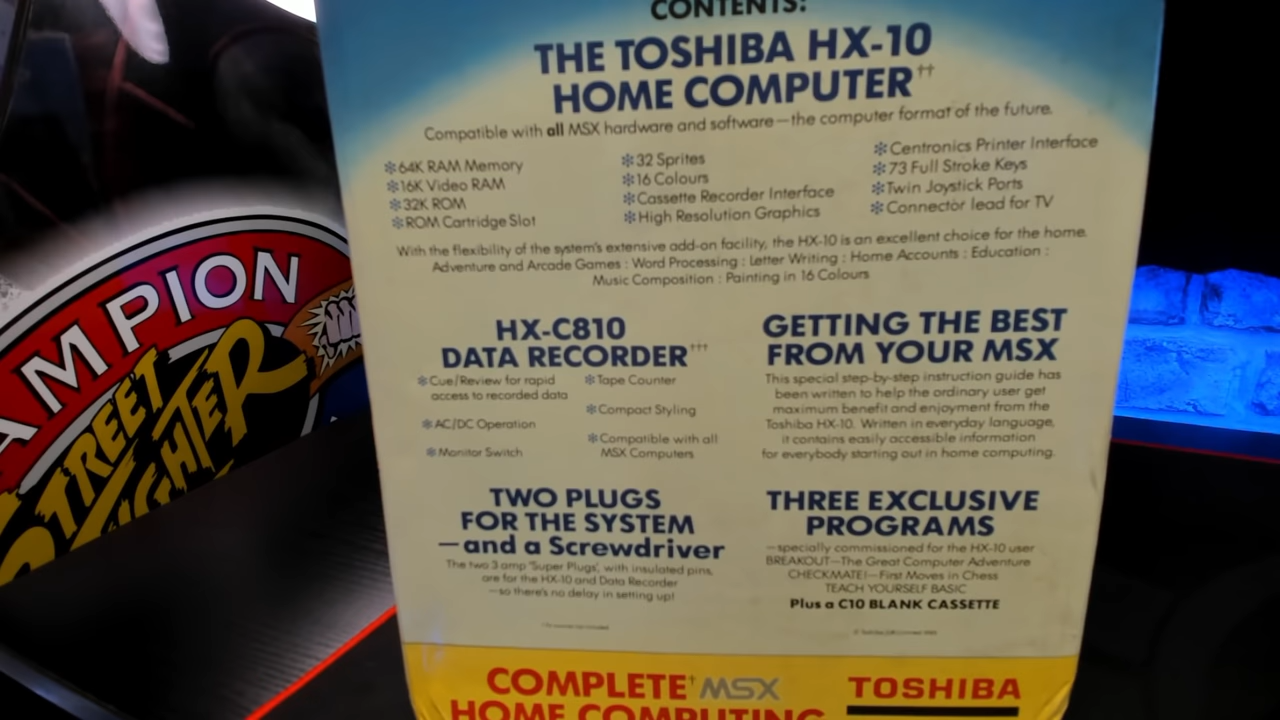 CONTENTS:
THE TOSHIBA HX-10
HOME COMPUTER††
Compatible with all MSX hardware and software—the computer format of the future.
✻64K RAM Memory
✻16K Video RAM
✻32K ROM
✻ROM Cartridge Slot
✻32 Sprites
✻16 Colours
✻Cassette Recorder Interface
✻High Resolution Graphics
✻Centronics Printer Interface
✻73 Full Stroke Keys
✻Twin Joystick Ports
✻Connector lead for TV
With the flexibility of the system's extensive add-on facility, the HX-10 is an excellent choice for the home.
Adventure and Arcade Games : Word Processing : Letter Writing : Home Accounts : Education :
Music Composition : Painting in 16 Colours
HX-C810
DATA RECORDER†††
✻Cue/Review for rapid
access to recorded data
✻AC/DC Operation
✻Monitor Switch
✻Tape Counter
✻Compact Styling
✻Compatible with all
MSX Computers
GETTING THE BEST
FROM YOUR MSX
This special step-by-step instruction guide has
been written to help the ordinary user get
maximum benefit and enjoyment from the
Toshiba HX-10. Written in everyday language,
it contains easily accessible information
for everybody starting out in home computing.
TWO PLUGS
FOR THE SYSTEM
—and a Screwdriver
The two 3 amp 'Super Plugs', with insulated pins,
are for the HX-10 and Data Recorder
—so there's no delay in setting up!
THREE EXCLUSIVE
PROGRAMS
—specially commissioned for the HX-10 user
BREAKOUT—The Great Computer Adventure
CHECKMATE!—First Moves in Chess
TEACH YOURSELF BASIC
Plus a C10 BLANK CASSETTE
COMPLETE† MSX
HOME COMPUTING
TOSHIBA
AMPION
STREET
FIGHTER